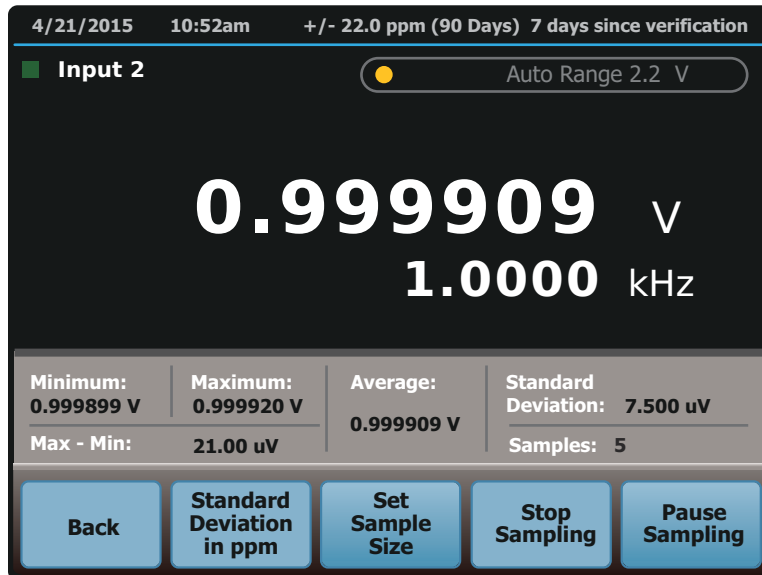 4/21/2015 10:52am +/- 22.0 ppm (90 Days) 7 days since verification
Input 2
Auto Range 2.2 V
0.999909 V
1.0000 kHz
Minimum:
0.999899 V
Maximum:
0.999920 V
Max - Min: 21.00 uV
Average:
0.999909 V
Standard
Deviation: 7.500 uV
Samples: 5
Back
Standard
Deviation
in ppm
Set
Sample
Size
Stop
Sampling
Pause
Sampling